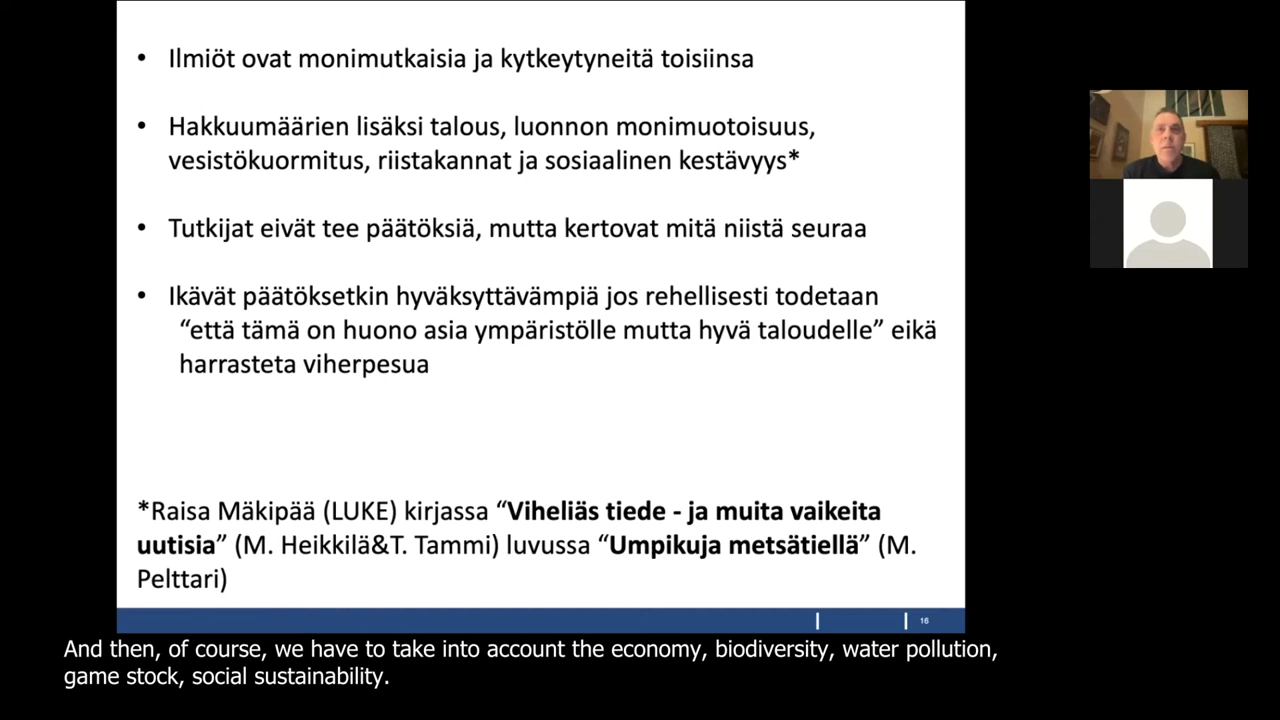 • Ilmiöt ovat monimutkaisia ja kytkeytyneitä toisiinsa
• Hakkuumäärien lisäksi talous, luonnon monimuotoisuus,
vesistökuormitus, riistakannat ja sosiaalinen kestävyys*
• Tutkijat eivät tee päätöksiä, mutta kertovat mitä niistä seuraa
• Ikävät päätöksetkin hyväksyttävämpiä jos rehellisesti todetaan
“että tämä on huono asia ympäristölle mutta hyvä taloudelle” eikä
harrasteta viherpesua
*Raisa Mäkipää (LUKE) kirjassa “Viheliäs tiede - ja muita vaikeita
uutisia” (M. Heikkilä&T. Tammi) luvussa “Umpikuja metsätiellä” (M.
Pelttari)
16
And then, of course, we have to take into account the economy, biodiversity, water pollution,
game stock, social sustainability.